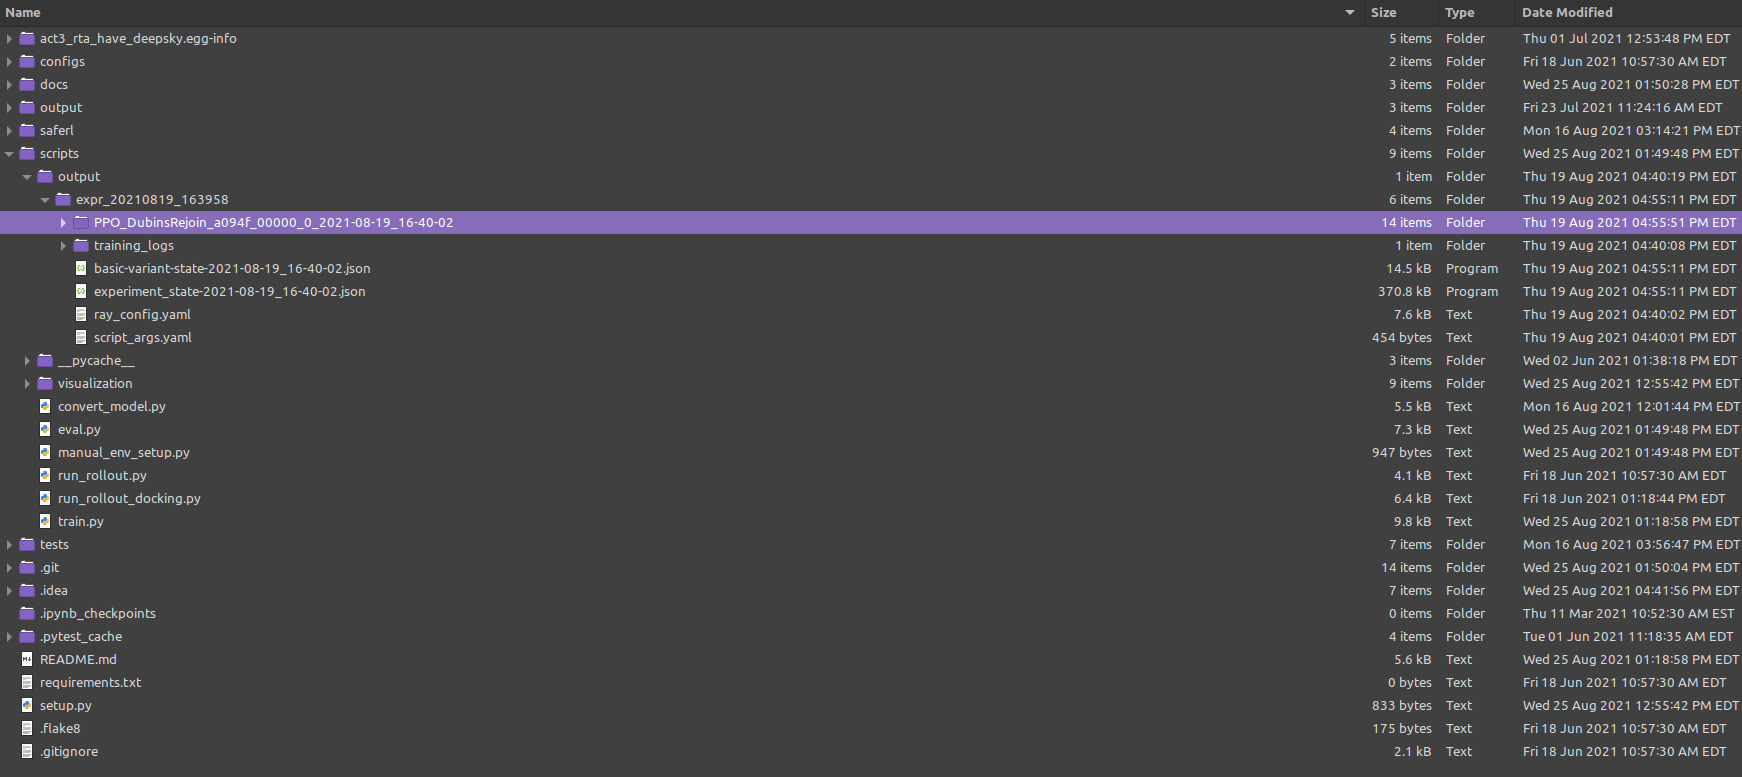 Name Size Type Date Modified
act3_rta_have_deepsky.egg-info 5 items Folder Thu 01 Jul 2021 12:53:48 PM EDT
configs 2 items Folder Fri 18 Jun 2021 10:57:30 AM EDT
docs 3 items Folder Wed 25 Aug 2021 01:50:28 PM EDT
output 3 items Folder Fri 23 Jul 2021 11:24:16 AM EDT
saferl 4 items Folder Mon 16 Aug 2021 03:14:21 PM EDT
scripts 9 items Folder Wed 25 Aug 2021 01:49:48 PM EDT
output 1 item Folder Thu 19 Aug 2021 04:40:19 PM EDT
expr_20210819_163958 6 items Folder Thu 19 Aug 2021 04:55:11 PM EDT
PPO_DubinsRejoin_a094f_00000_0_2021-08-19_16-40-02 14 items Folder Thu 19 Aug 2021 04:55:51 PM EDT
training_logs 1 item Folder Thu 19 Aug 2021 04:40:08 PM EDT
basic-variant-state-2021-08-19_16-40-02.json 14.5 kB Program Thu 19 Aug 2021 04:55:11 PM EDT
experiment_state-2021-08-19_16-40-02.json 370.8 kB Program Thu 19 Aug 2021 04:55:11 PM EDT
ray_config.yaml 7.6 kB Text Thu 19 Aug 2021 04:40:02 PM EDT
script_args.yaml 454 bytes Text Thu 19 Aug 2021 04:40:01 PM EDT
__pycache__ 3 items Folder Wed 02 Jun 2021 01:38:18 PM EDT
visualization 9 items Folder Wed 25 Aug 2021 12:55:42 PM EDT
convert_model.py 5.5 kB Text Mon 16 Aug 2021 12:01:44 PM EDT
eval.py 7.3 kB Text Wed 25 Aug 2021 01:49:48 PM EDT
manual_env_setup.py 947 bytes Text Wed 25 Aug 2021 01:49:48 PM EDT
run_rollout.py 4.1 kB Text Fri 18 Jun 2021 10:57:30 AM EDT
run_rollout_docking.py 6.4 kB Text Fri 18 Jun 2021 01:18:44 PM EDT
train.py 9.8 kB Text Wed 25 Aug 2021 01:18:58 PM EDT
tests 7 items Folder Mon 16 Aug 2021 03:56:47 PM EDT
.git 14 items Folder Wed 25 Aug 2021 01:50:04 PM EDT
.idea 7 items Folder Wed 25 Aug 2021 04:41:56 PM EDT
.ipynb_checkpoints 0 items Folder Thu 11 Mar 2021 10:52:30 AM EST
.pytest_cache 4 items Folder Tue 01 Jun 2021 11:18:35 AM EDT
README.md 5.6 kB Text Wed 25 Aug 2021 01:18:58 PM EDT
requirements.txt 0 bytes Text Fri 18 Jun 2021 10:57:30 AM EDT
setup.py 833 bytes Text Wed 25 Aug 2021 12:55:42 PM EDT
.flake8 175 bytes Text Fri 18 Jun 2021 10:57:30 AM EDT
.gitignore 2.1 kB Text Fri 18 Jun 2021 10:57:30 AM EDT